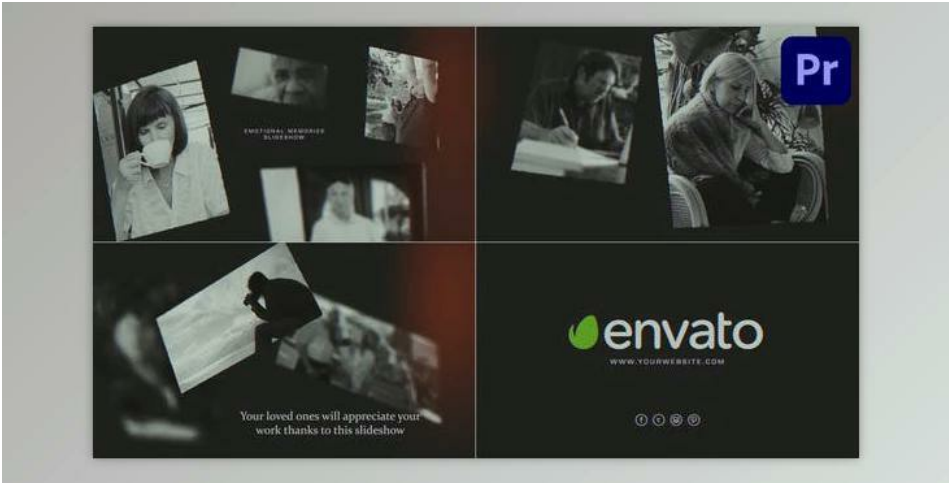 EMOTIONAL MEMORIES
SLIDESHOW
Pr
Your loved ones will appreciate your
work thanks to this slideshow
envato
WWW.YOURWEBSITE.COM